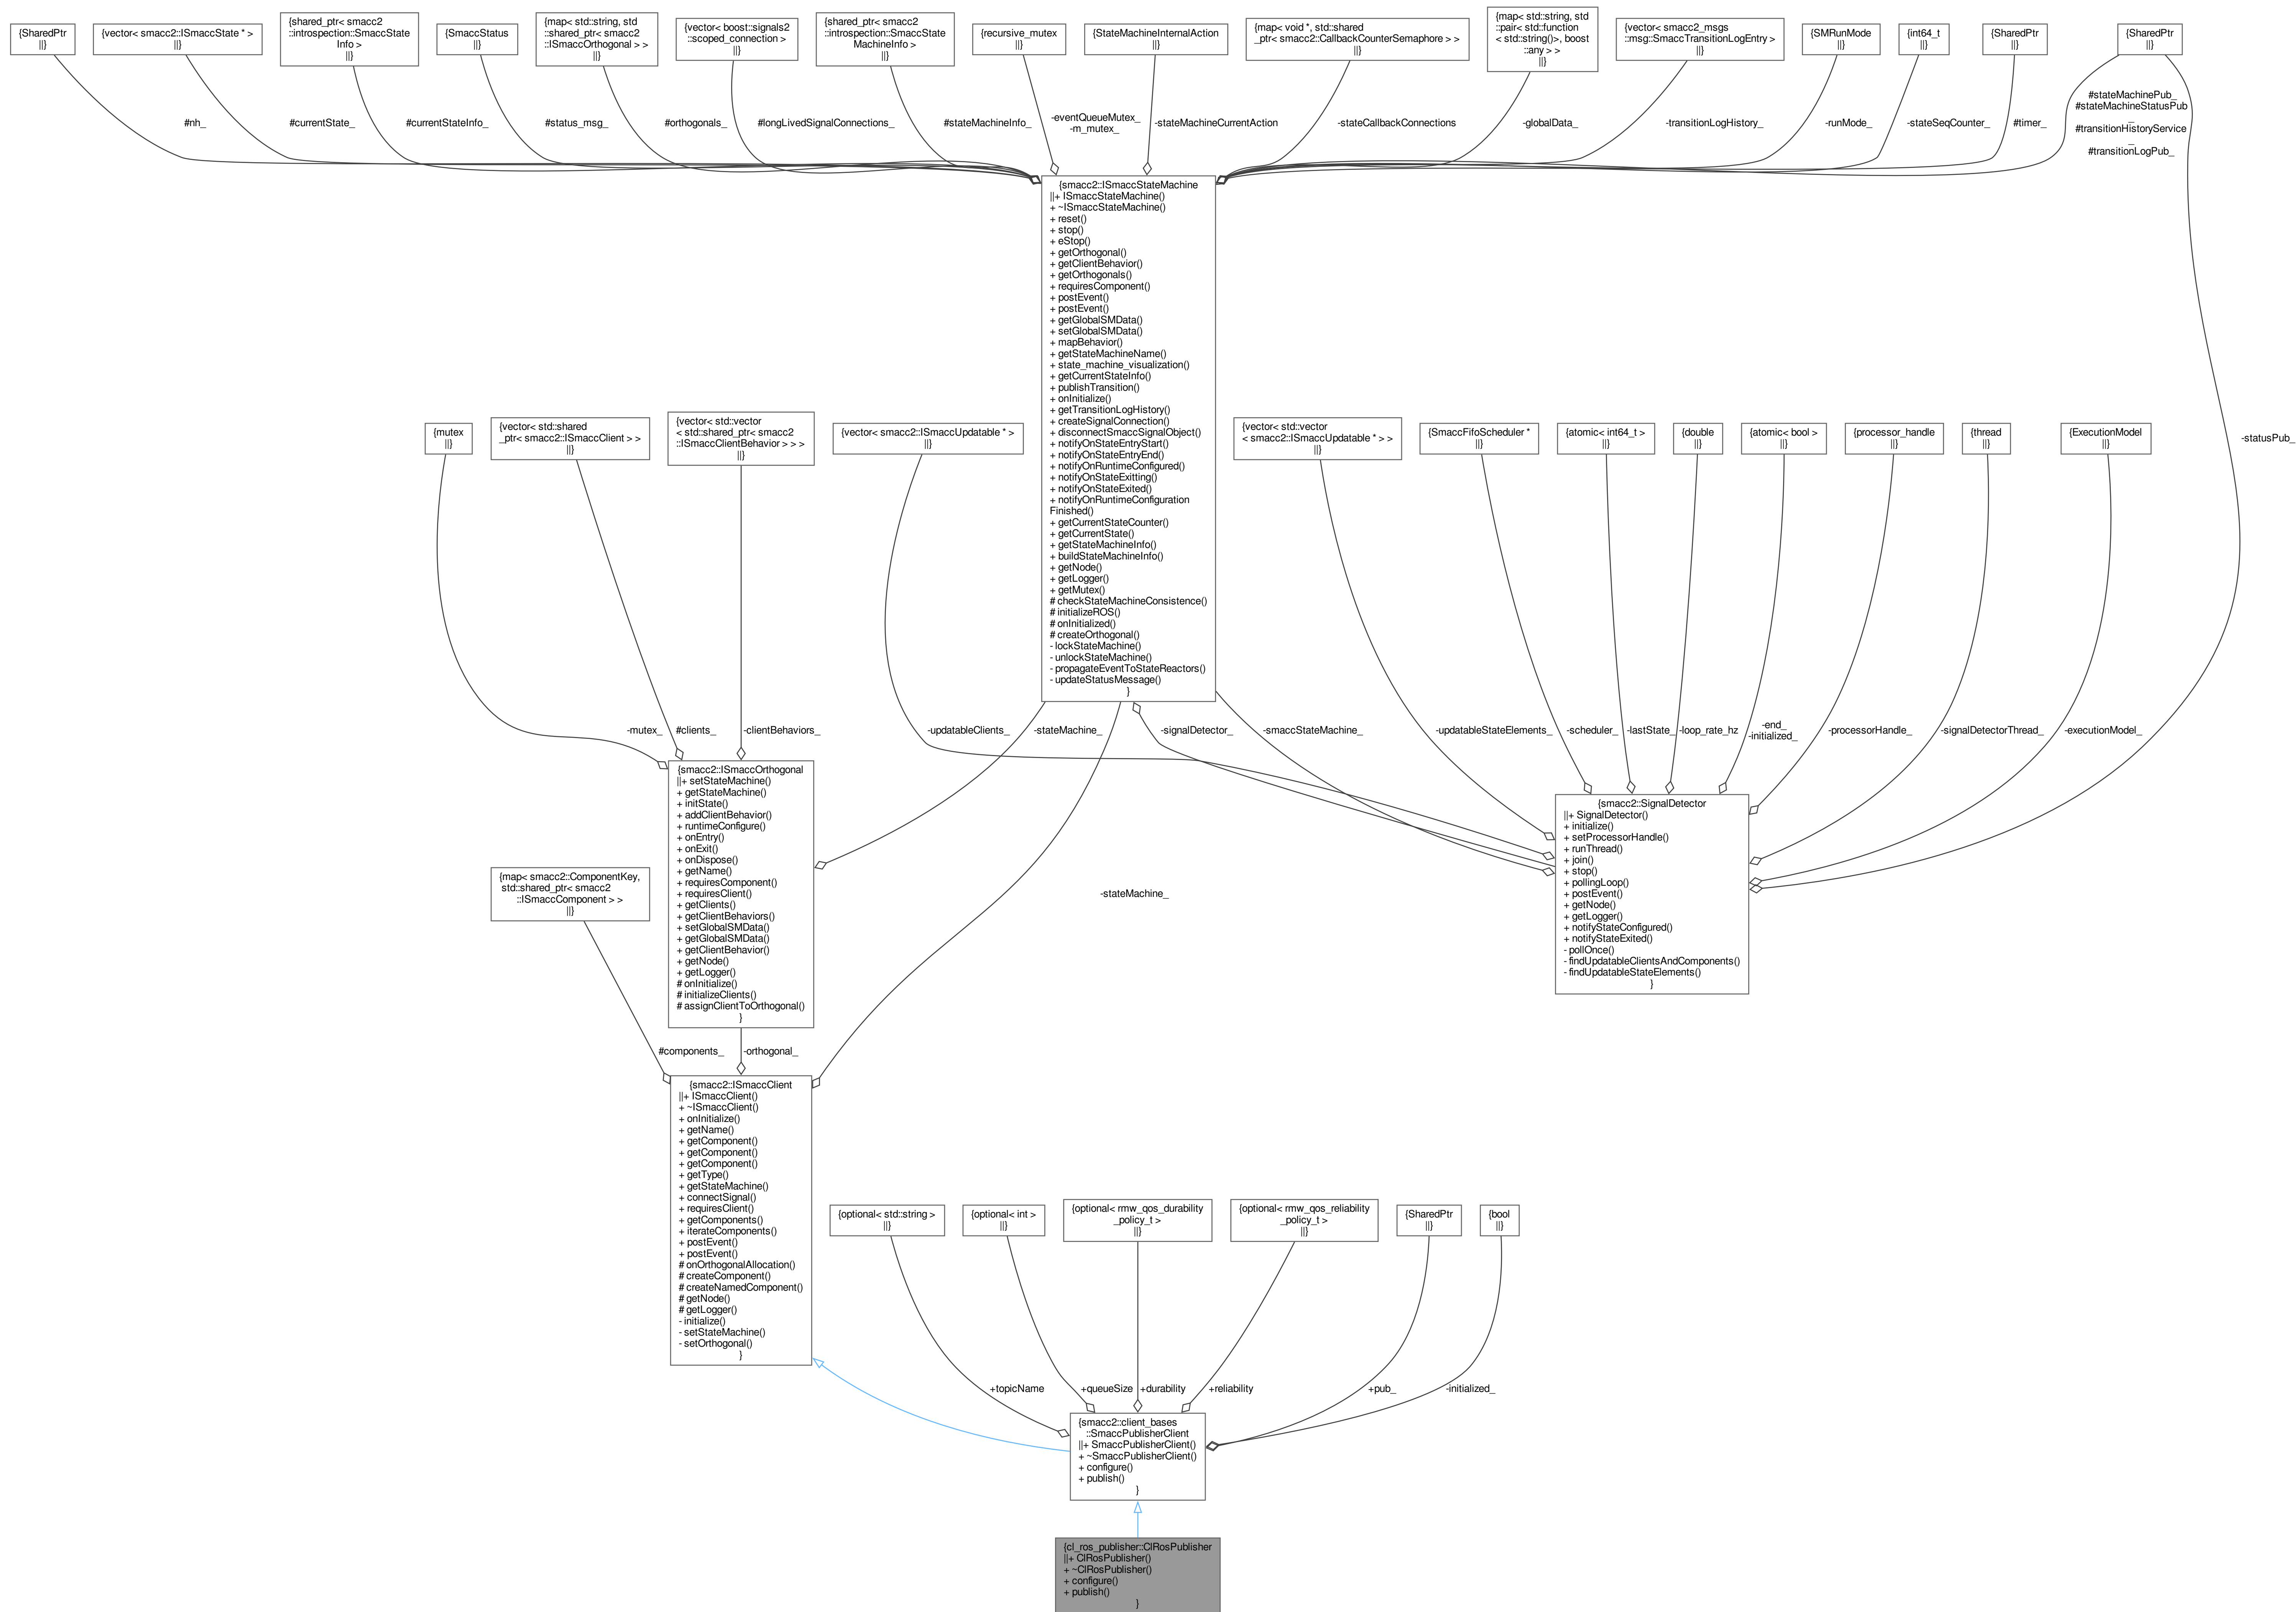 {SharedPtr
||}
{vector< smacc2::ISmaccState * >
||}
{shared_ptr< smacc2
::introspection::SmaccState
Info >
||}
{SmaccStatus
||}
{map< std::string, std
::shared_ptr< smacc2
::ISmaccOrthogonal > >
||}
{vector< boost::signals2
::scoped_connection >
||}
{shared_ptr< smacc2
::introspection::SmaccState
MachineInfo >
||}
{recursive_mutex
||}
{StateMachineInternalAction
||}
{map< void *, std::shared
_ptr< smacc2::CallbackCounterSemaphore > >
||}
{map< std::string, std
::pair< std::function
< std::string()>, boost
::any > >
||}
{vector< smacc2_msgs
::msg::SmaccTransitionLogEntry >
||}
{SMRunMode
||}
{int64_t
||}
{SharedPtr
||}
{SharedPtr
||}
#nh_
#currentState_
#currentStateInfo_
#status_msg_
#orthogonals_
#longLivedSignalConnections_
#stateMachineInfo_
-eventQueueMutex_
-m_mutex_
-stateMachineCurrentAction
-stateCallbackConnections
-globalData_
-transitionLogHistory_
-runMode_
-stateSeqCounter_
#timer_
#stateMachinePub_
#stateMachineStatusPub
_
#transitionHistoryService
_
#transitionLogPub_
{smacc2::ISmaccStateMachine
||+ ISmaccStateMachine()
+ ~ISmaccStateMachine()
+ reset()
+ stop()
+ eStop()
+ getOrthogonal()
+ getClientBehavior()
+ getOrthogonals()
+ requiresComponent()
+ postEvent()
+ postEvent()
+ getGlobalSMData()
+ setGlobalSMData()
+ mapBehavior()
+ getStateMachineName()
+ state_machine_visualization()
+ getCurrentStateInfo()
+ publishTransition()
+ onInitialize()
+ getTransitionLogHistory()
+ createSignalConnection()
+ disconnectSmaccSignalObject()
+ notifyOnStateEntryStart()
+ notifyOnStateEntryEnd()
+ notifyOnRuntimeConfigured()
+ notifyOnStateExitting()
+ notifyOnStateExited()
+ notifyOnRuntimeConfiguration
Finished()
+ getCurrentStateCounter()
+ getCurrentState()
+ getStateMachineInfo()
+ buildStateMachineInfo()
+ getNode()
+ getLogger()
+ getMutex()
# checkStateMachineConsistence()
# initializeROS()
# onInitialized()
# createOrthogonal()
- lockStateMachine()
- unlockStateMachine()
- propagateEventToStateReactors()
- updateStatusMessage()
}
{mutex
||}
{vector< std::shared
_ptr< smacc2::ISmaccClient > >
||}
{vector< std::vector
< std::shared_ptr< smacc2
::ISmaccClientBehavior > > >
||}
{vector< smacc2::ISmaccUpdatable * >
||}
{vector< std::vector
< smacc2::ISmaccUpdatable * > >
||}
{SmaccFifoScheduler *
||}
{atomic< int64_t >
||}
{double
||}
{atomic< bool >
||}
{processor_handle
||}
{thread
||}
{ExecutionModel
||}
-statusPub_
-mutex_
#clients_
-clientBehaviors_
-updatableClients_
-stateMachine_
-signalDetector_
-smaccStateMachine_
-updatableStateElements_
-scheduler_
-lastState_
-loop_rate_hz
-end_
-initialized_
-processorHandle_
-signalDetectorThread_
-executionModel_
{smacc2::ISmaccOrthogonal
||+ setStateMachine()
+ getStateMachine()
+ initState()
+ addClientBehavior()
+ runtimeConfigure()
+ onEntry()
+ onExit()
+ onDispose()
+ getName()
+ requiresComponent()
+ requiresClient()
+ getClients()
+ getClientBehaviors()
+ setGlobalSMData()
+ getGlobalSMData()
+ getClientBehavior()
+ getNode()
+ getLogger()
# onInitialize()
# initializeClients()
# assignClientToOrthogonal()
}
{smacc2::SignalDetector
||+ SignalDetector()
+ initialize()
+ setProcessorHandle()
+ runThread()
+ join()
+ stop()
+ pollingLoop()
+ postEvent()
+ getNode()
+ getLogger()
+ notifyStateConfigured()
+ notifyStateExited()
- pollOnce()
- findUpdatableClientsAndComponents()
- findUpdatableStateElements()
}
{map< smacc2::ComponentKey,
std::shared_ptr< smacc2
::ISmaccComponent > >
||}
-stateMachine_
#components_
-orthogonal_
{smacc2::ISmaccClient
||+ ISmaccClient()
+ ~ISmaccClient()
+ onInitialize()
+ getName()
+ getComponent()
+ getComponent()
+ getComponent()
+ getType()
+ getStateMachine()
+ connectSignal()
+ requiresClient()
+ getComponents()
+ iterateComponents()
+ postEvent()
+ postEvent()
# onOrthogonalAllocation()
# createComponent()
# createNamedComponent()
# getNode()
# getLogger()
- initialize()
- setStateMachine()
- setOrthogonal()
}
{optional< std::string >
||}
{optional< int >
||}
{optional< rmw_qos_durability
_policy_t >
||}
{optional< rmw_qos_reliability
_policy_t >
||}
{SharedPtr
||}
{bool
||}
+topicName
+queueSize
+durability
+reliability
+pub_
-initialized_
{smacc2::client_bases
::SmaccPublisherClient
||+ SmaccPublisherClient()
+ ~SmaccPublisherClient()
+ configure()
+ publish()
}
{cl_ros_publisher::ClRosPublisher
||+ ClRosPublisher()
+ ~ClRosPublisher()
+ configure()
+ publish()
}